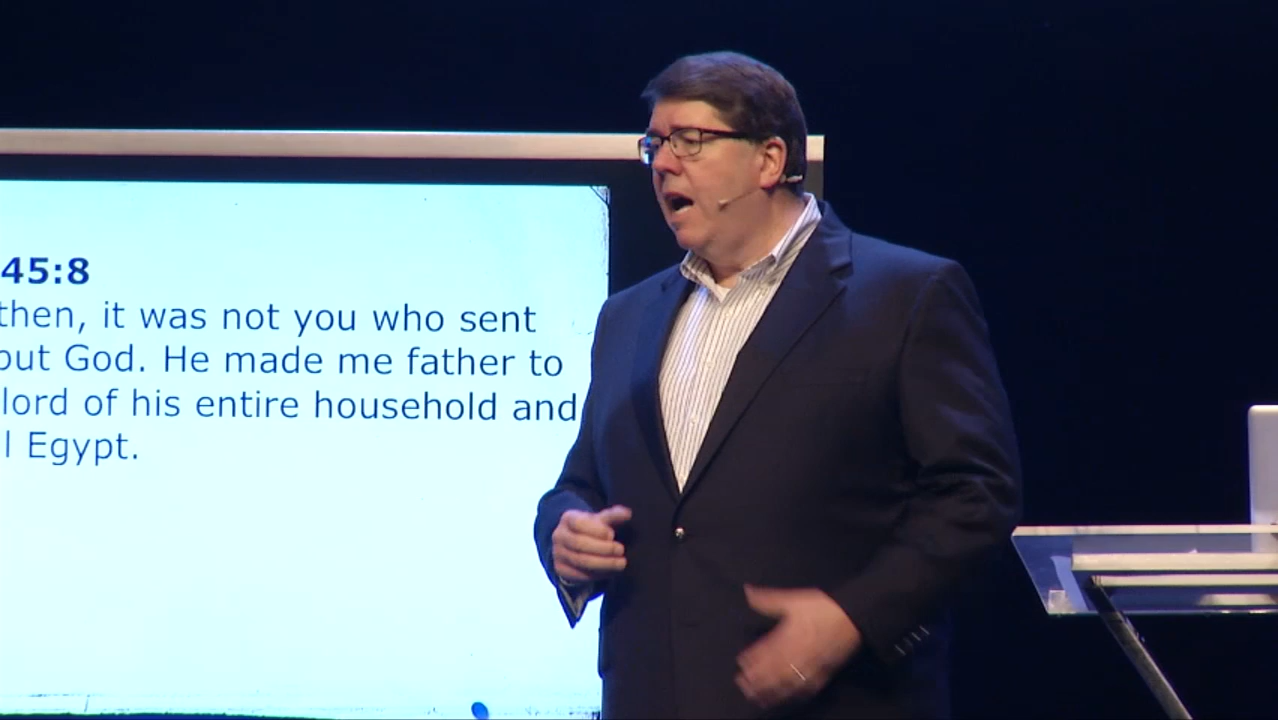 45:8
then, it was not you who sent
but God. He made me father to
lord of his entire household and
l Egypt.